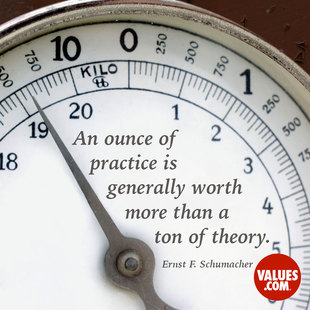 10 0 1
500 750 KILO 250 500 750 250 500
18 19 20 1 2 3 4 5
An ounce of
practice is
generally worth
more than a
ton of theory.
Ernst F. Schumacher
VALUES
.COM